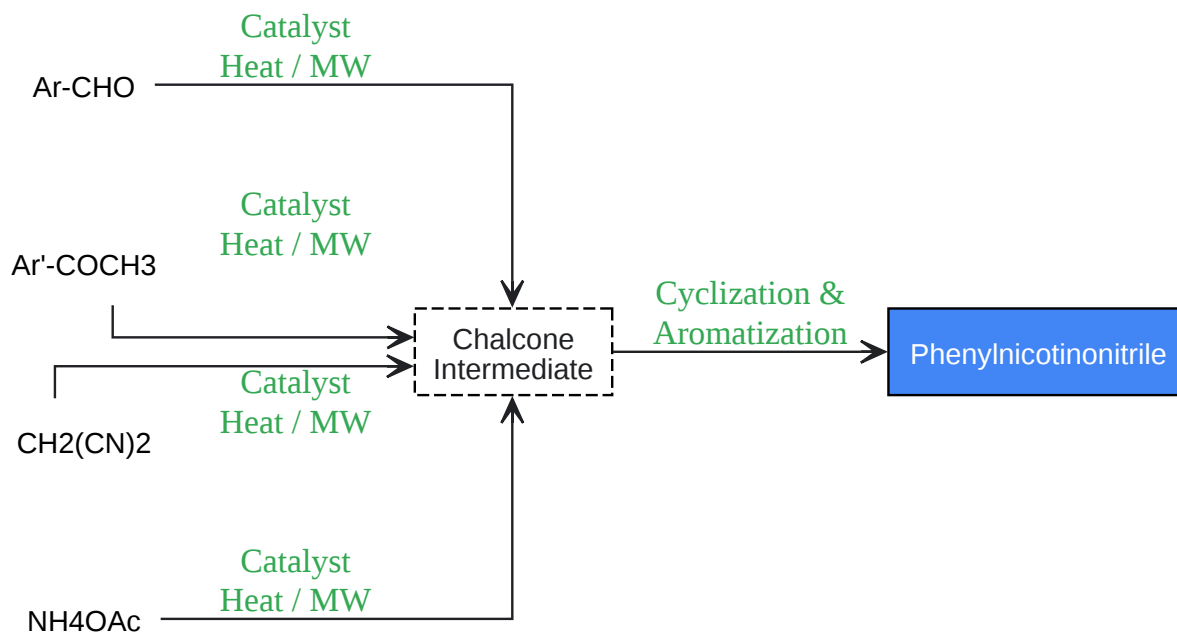 Catalyst
Heat / MW
Ar-CHO
Catalyst
Heat / MW
Ar'-COCH3
Cyclization &
Aromatization
Chalcone
Intermediate
Phenylnicotinonitrile
Catalyst
Heat / MW
CH2(CN)2
Catalyst
Heat / MW
NH4OAc